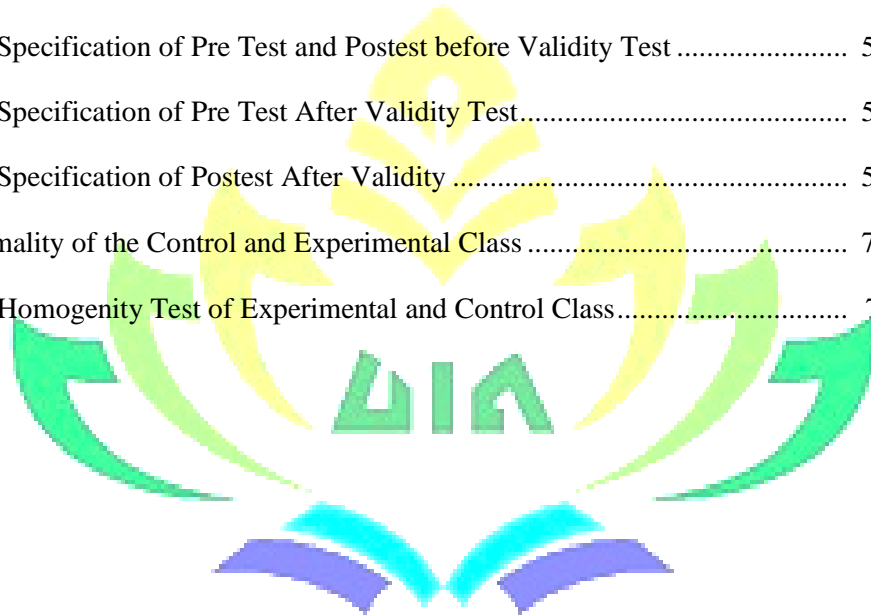 Specification of Pre Test and Postest before Validity Test ...................... 5
Specification of Pre Test After Validity Test............................................ 5
Specification of Postest After Validity ..................................................... 5
mality of the Control and Experimental Class ........................................... 7
Homogenity Test of Experimental and Control Class...............................
UIN